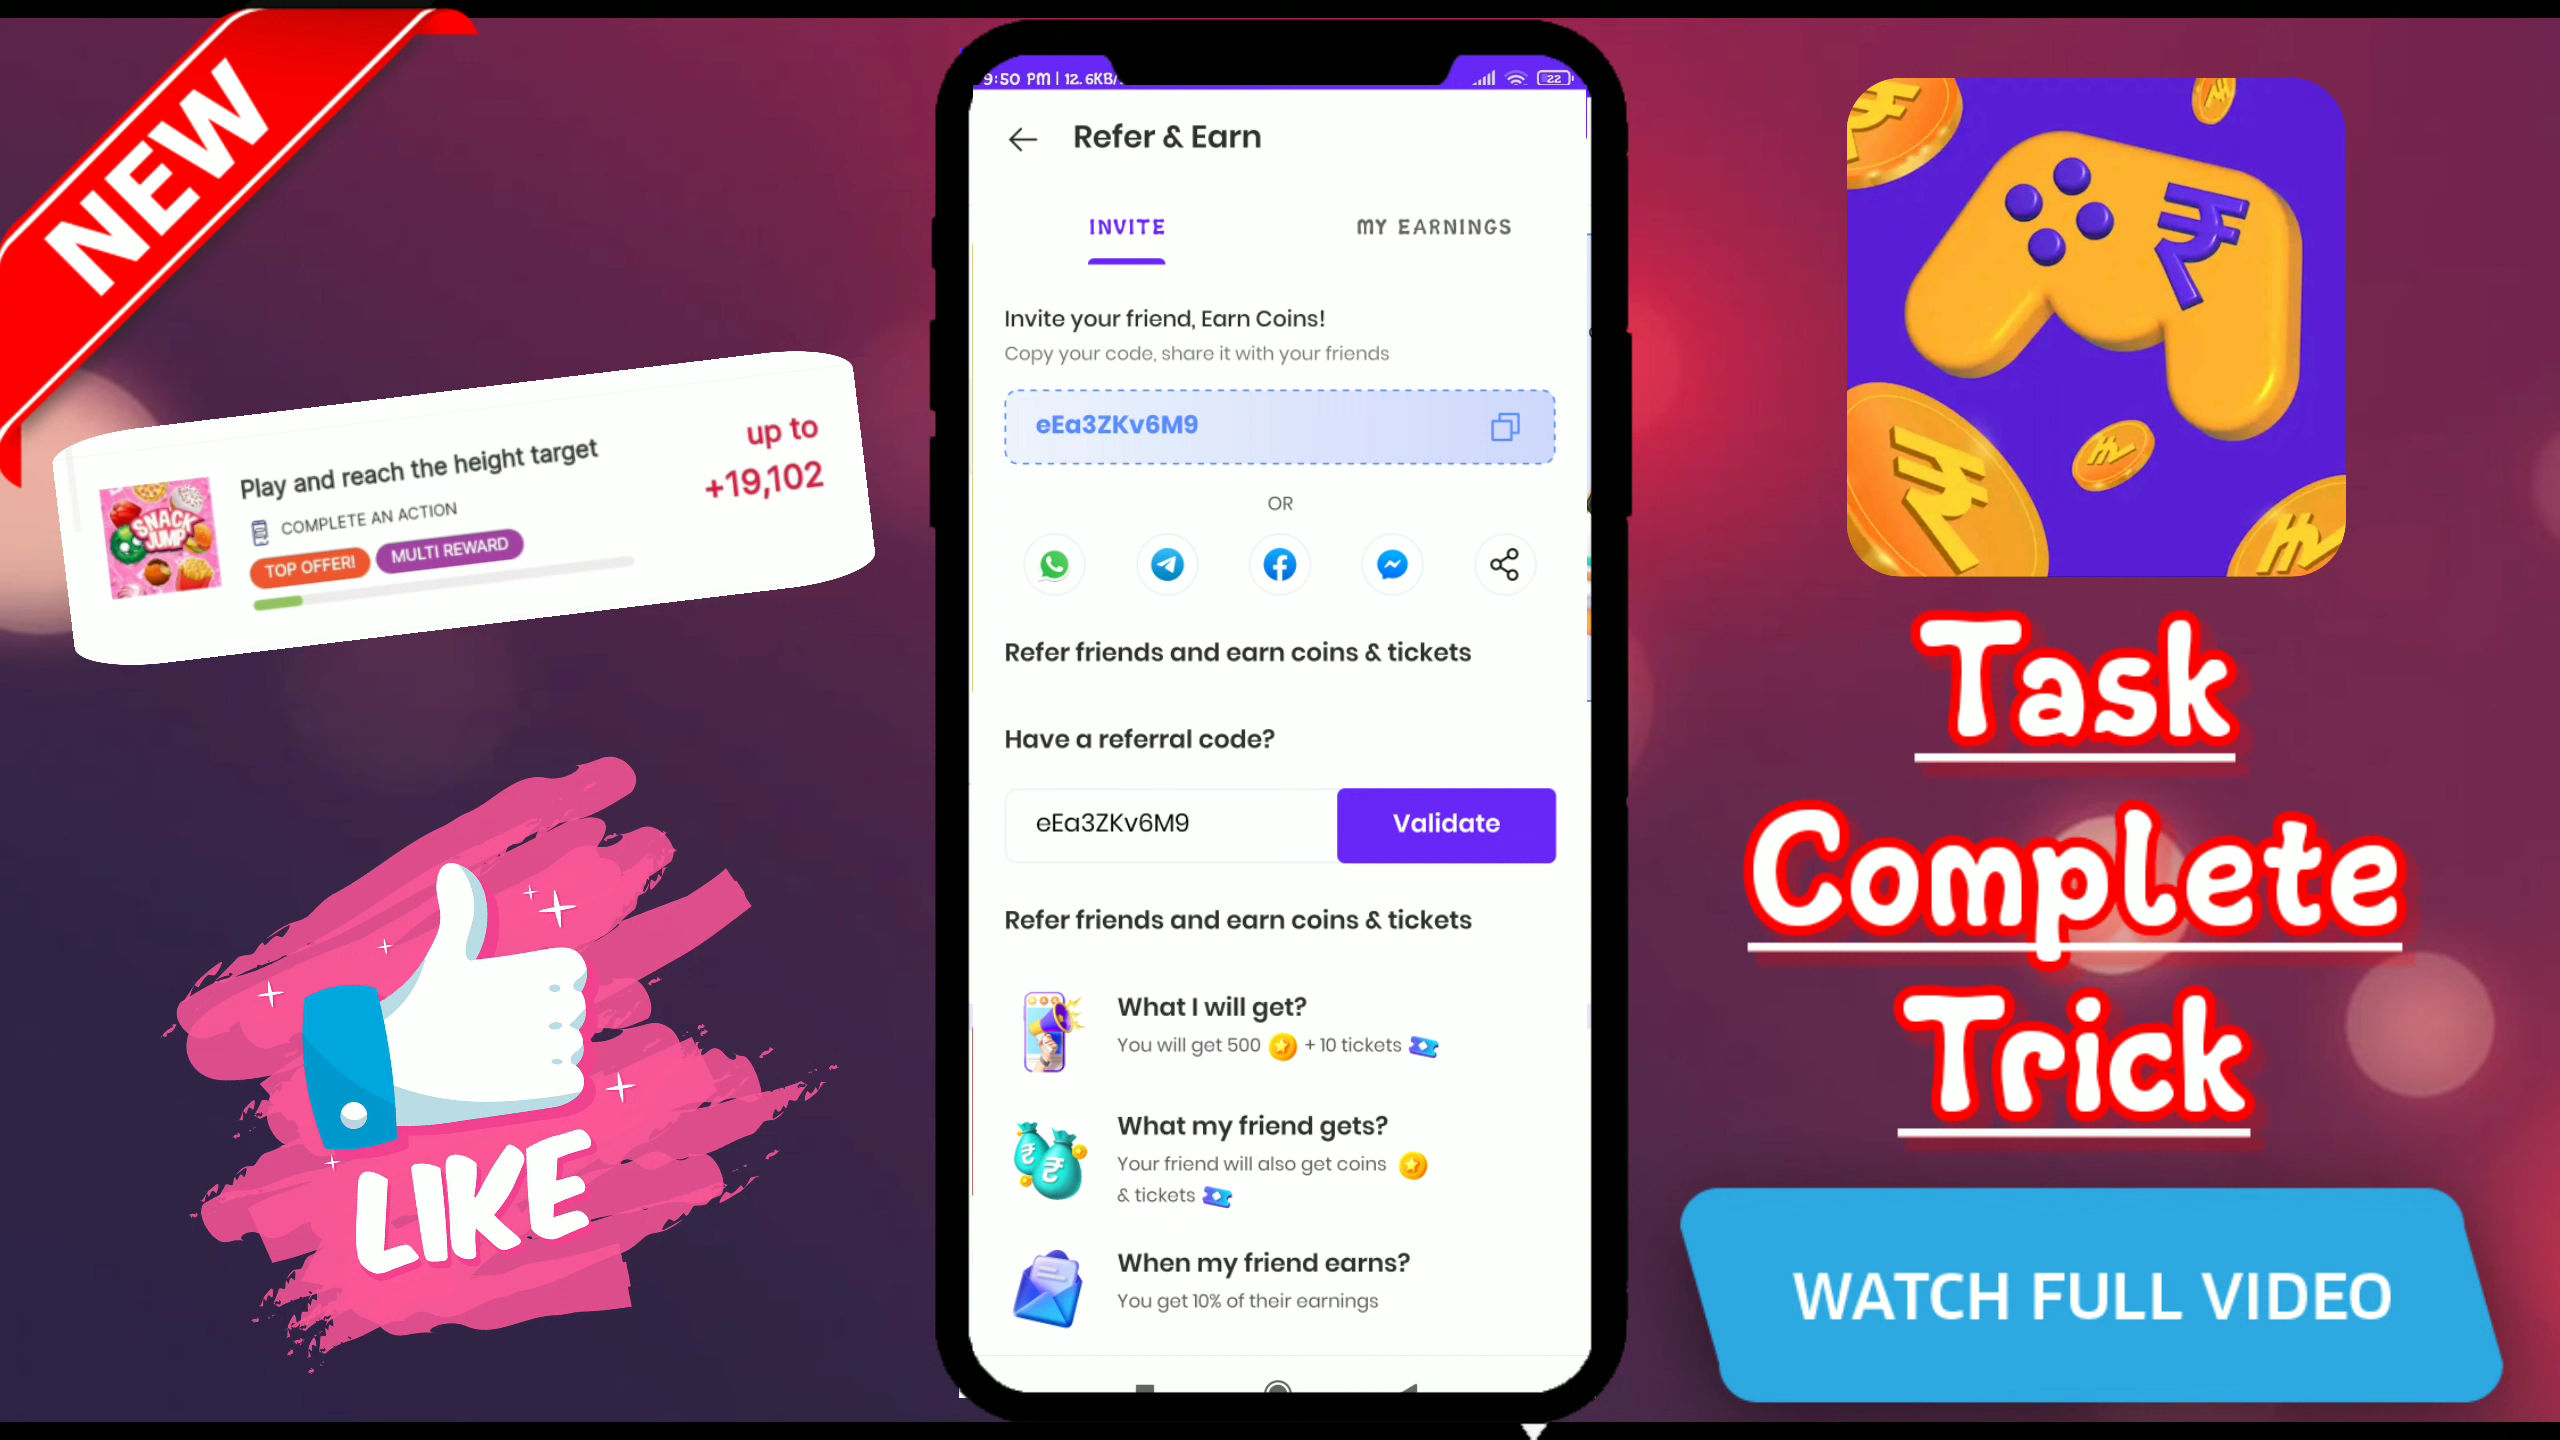 NEW
Play and reach the height target
up to
+19,102
COMPLETE AN ACTION
TOP OFFER!
MULTI REWARD
SNACK
JUMP
LIKE
9:50 PM | 12.6KB/
22
Refer & Earn
INVITE
MY EARNINGS
Invite your friend, Earn Coins!
Copy your code, share it with your friends
eEa3ZKv6M9
OR
Refer friends and earn coins & tickets
Have a referral code?
eEa3ZKv6M9
Validate
Refer friends and earn coins & tickets
What I will get?
You will get 500 + 10 tickets
What my friend gets?
Your friend will also get coins
& tickets
When my friend earns?
You get 10% of their earnings
Task
Complete
Trick
WATCH FULL VIDEO